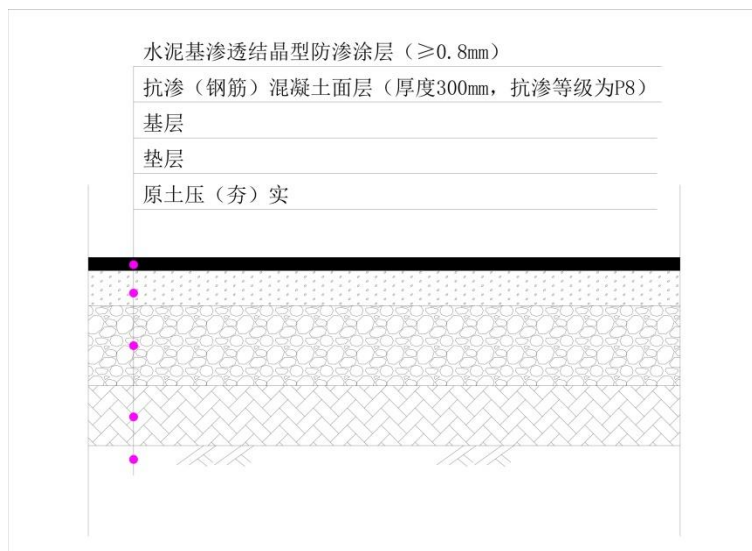 水泥基渗透结晶型防渗涂层（≥0.8mm）
抗渗（钢筋）混凝土面层（厚度300mm，抗渗等级为P8）
基层
垫层
原土压（夯）实